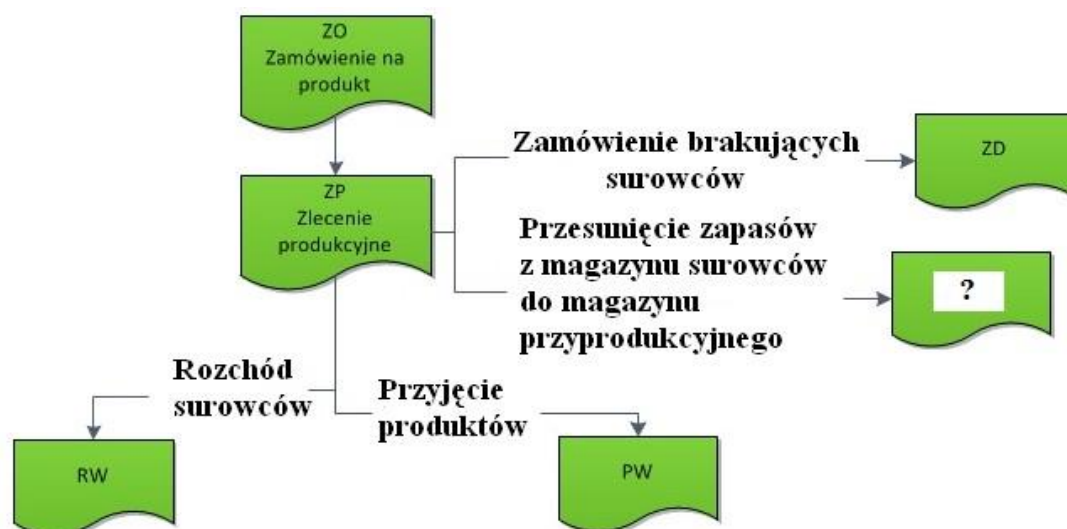 ZO
Zamówienie na
produkt
Zamówienie brakujących
surowców
ZD
ZP
Zlecenie
produkcyjne
Przesunięcie zapasów
z magazynu surowców
do magazynu
przyprodukcyjnego
?
Rozchód
surowców
Przyjęcie
produktów
RW
PW